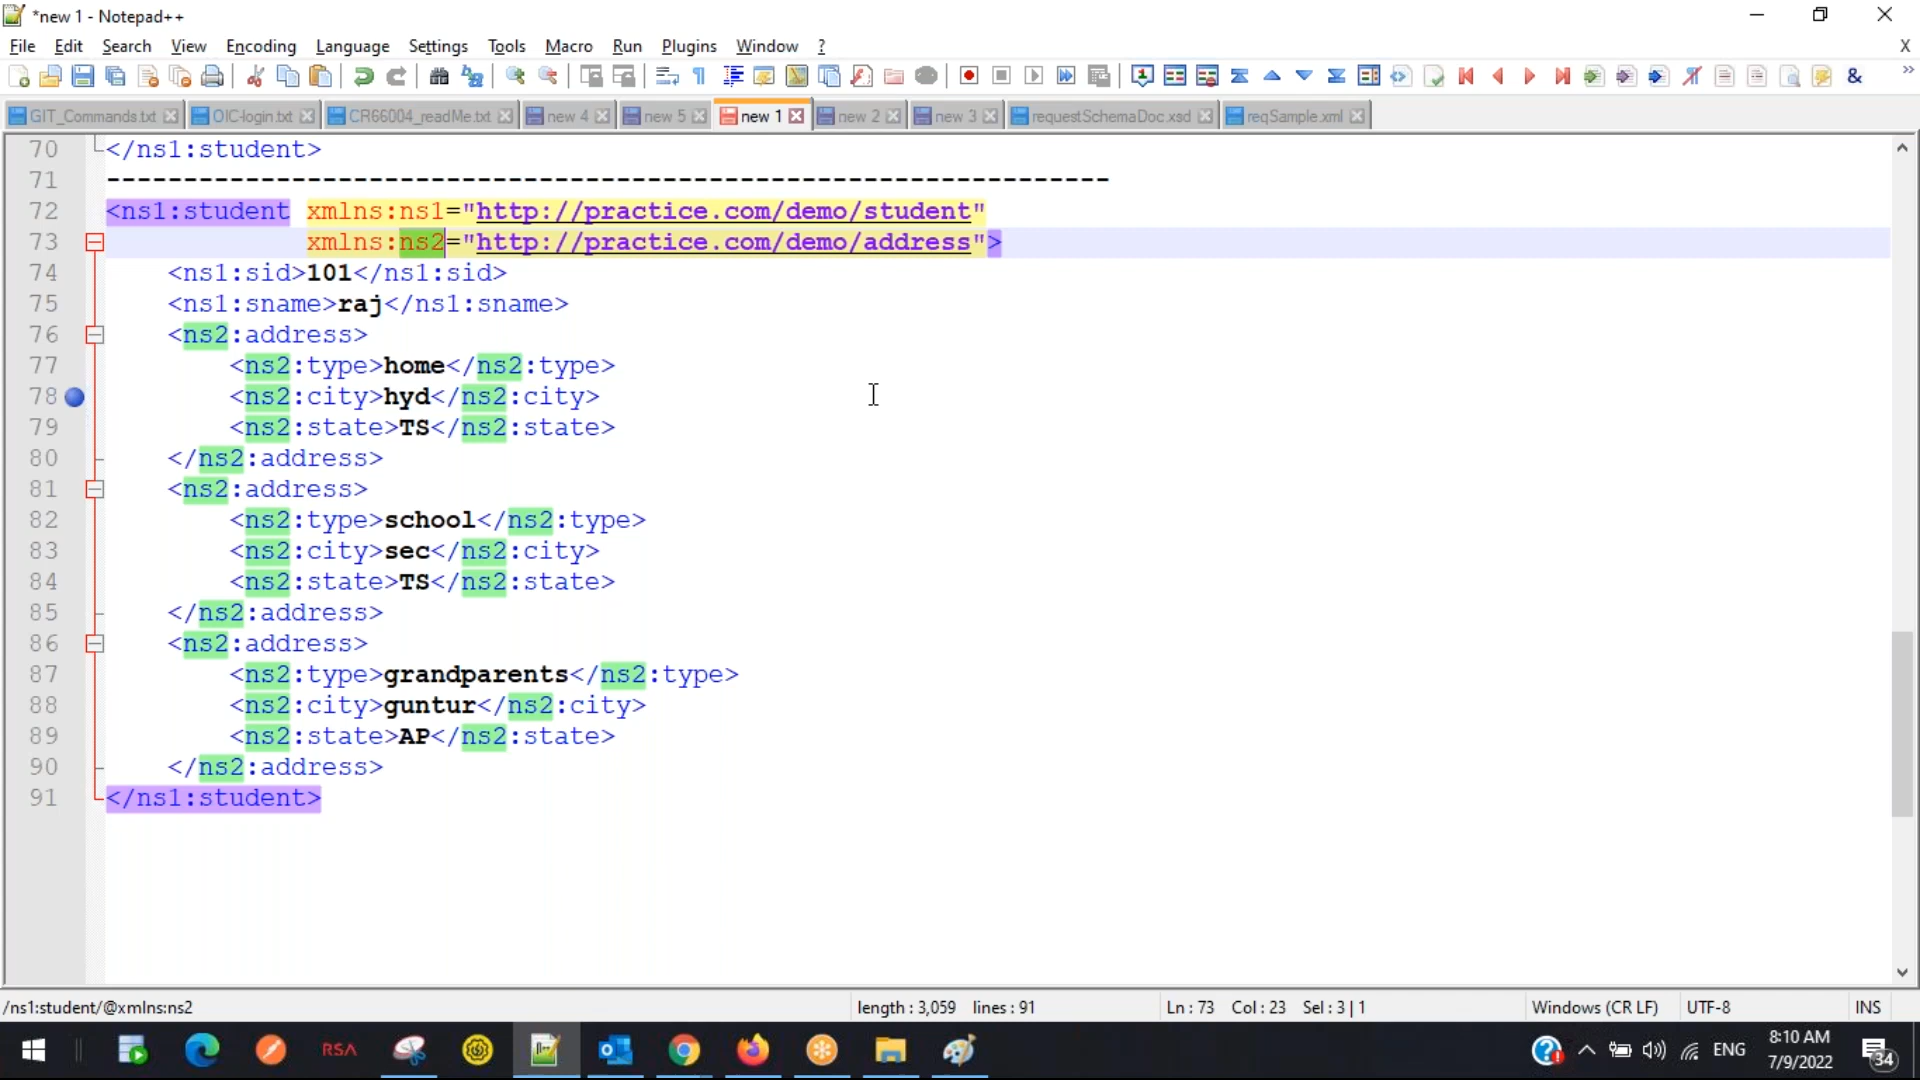 *new 1 - Notepad++
File Edit Search View Encoding Language Settings Tools Macro Run Plugins Window ? X
GIT_Commands.txt OIC-login.txt CR66004_readMe.txt new 4 new 5 new 1 new 2 new 3 requestSchemaDoc.xsd reqSample.xml
70 </ns1:student>
71 -----------------------------------------------------------------
72 <ns1:student xmlns:ns1="http://practice.com/demo/student"
73 xmlns:ns2="http://practice.com/demo/address">
74 <ns1:sid>101</ns1:sid>
75 <ns1:sname>raj</ns1:sname>
76 <ns2:address>
77 <ns2:type>home</ns2:type>
78 <ns2:city>hyd</ns2:city>
79 <ns2:state>TS</ns2:state>
80 </ns2:address>
81 <ns2:address>
82 <ns2:type>school</ns2:type>
83 <ns2:city>sec</ns2:city>
84 <ns2:state>TS</ns2:state>
85 </ns2:address>
86 <ns2:address>
87 <ns2:type>grandparents</ns2:type>
88 <ns2:city>guntur</ns2:city>
89 <ns2:state>AP</ns2:state>
90 </ns2:address>
91 </ns1:student>
/ns1:student/@xmlns:ns2 length : 3,059 lines : 91 Ln : 73 Col : 23 Sel : 3 | 1 Windows (CR LF) UTF-8 INS
RSA ENG 8:10 AM
7/9/2022 34